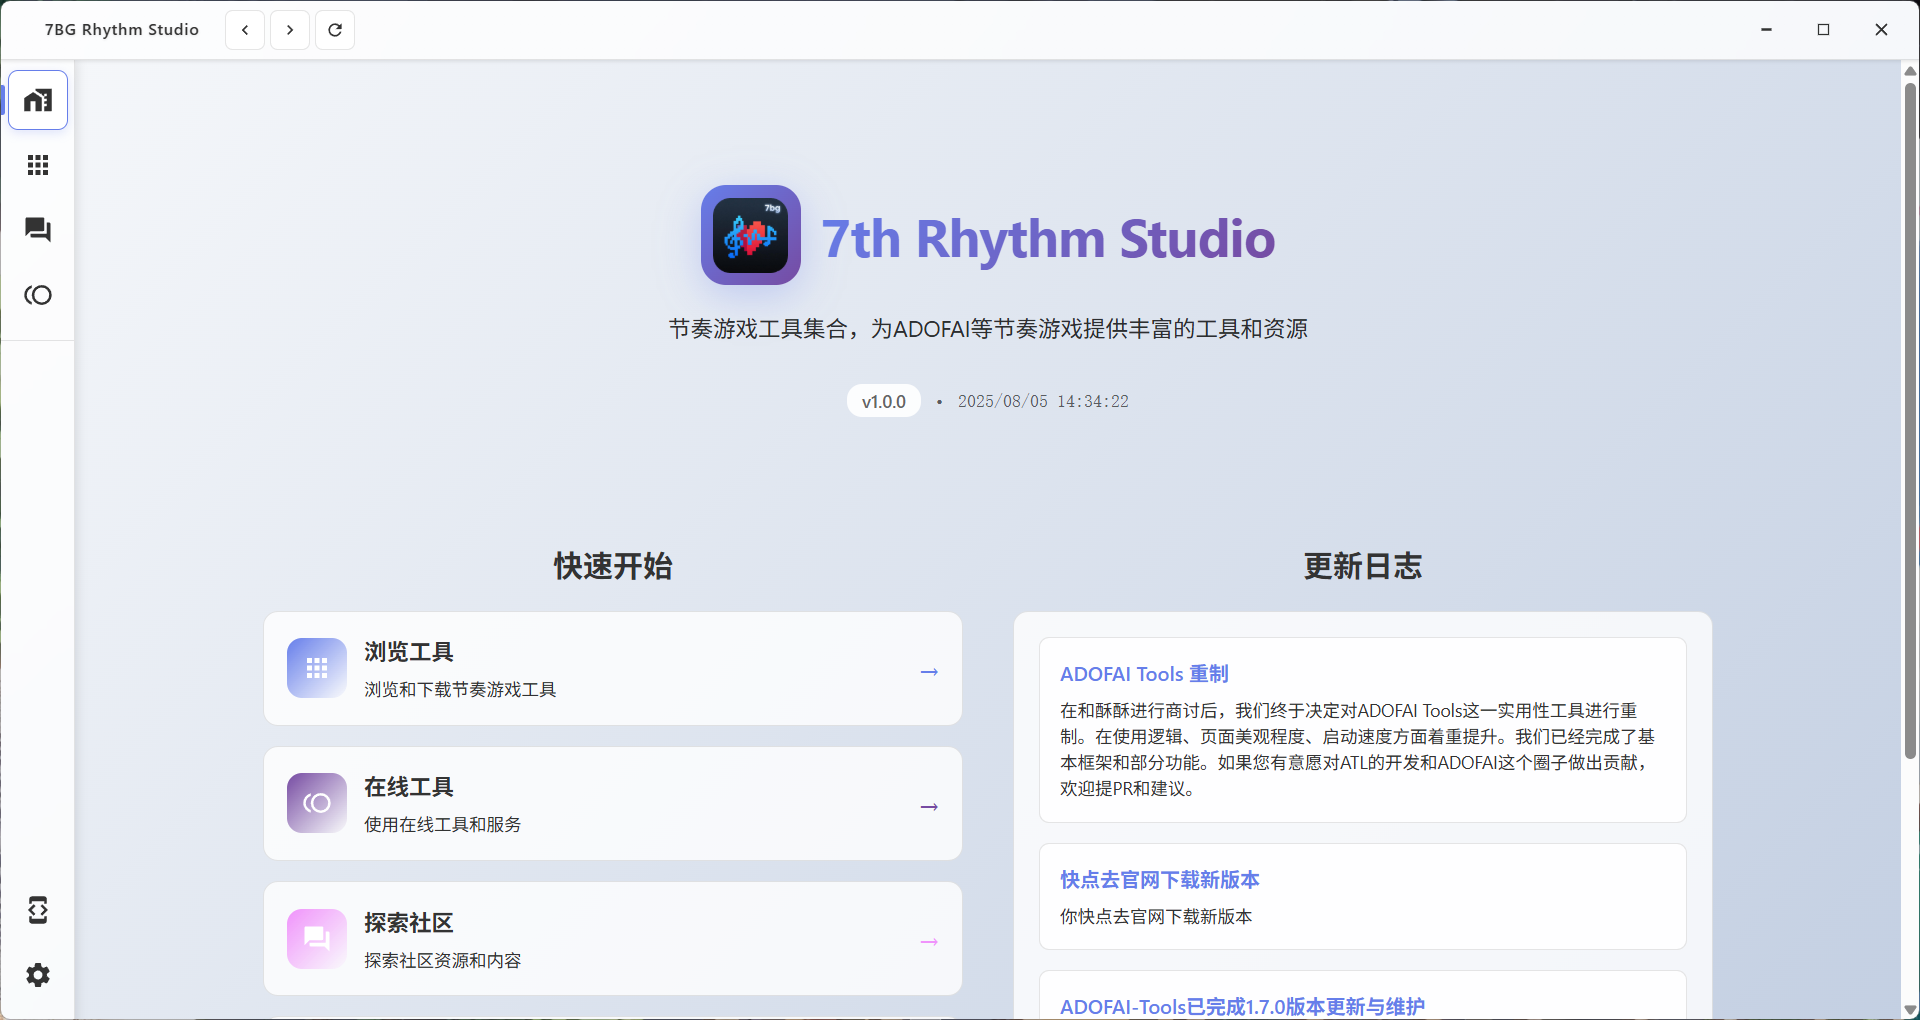 7BG Rhythm Studio
7bg
7th Rhythm Studio
节奏游戏工具集合，为ADOFAI等节奏游戏提供丰富的工具和资源
v1.0.0 • 2025/08/05 14:34:22
快速开始
浏览工具
浏览和下载节奏游戏工具
→
在线工具
使用在线工具和服务
→
探索社区
探索社区资源和内容
→
更新日志
ADOFAI Tools 重制
在和酥酥进行商讨后，我们终于决定对ADOFAI Tools这一实用性工具进行重
制。在使用逻辑、页面美观程度、启动速度方面着重提升。我们已经完成了基
本框架和部分功能。如果您有意愿对ATL的开发和ADOFAI这个圈子做出贡献，
欢迎提PR和建议。
快点去官网下载新版本
你快点去官网下载新版本
ADOFAI-Tools已完成1.7.0版本更新与维护